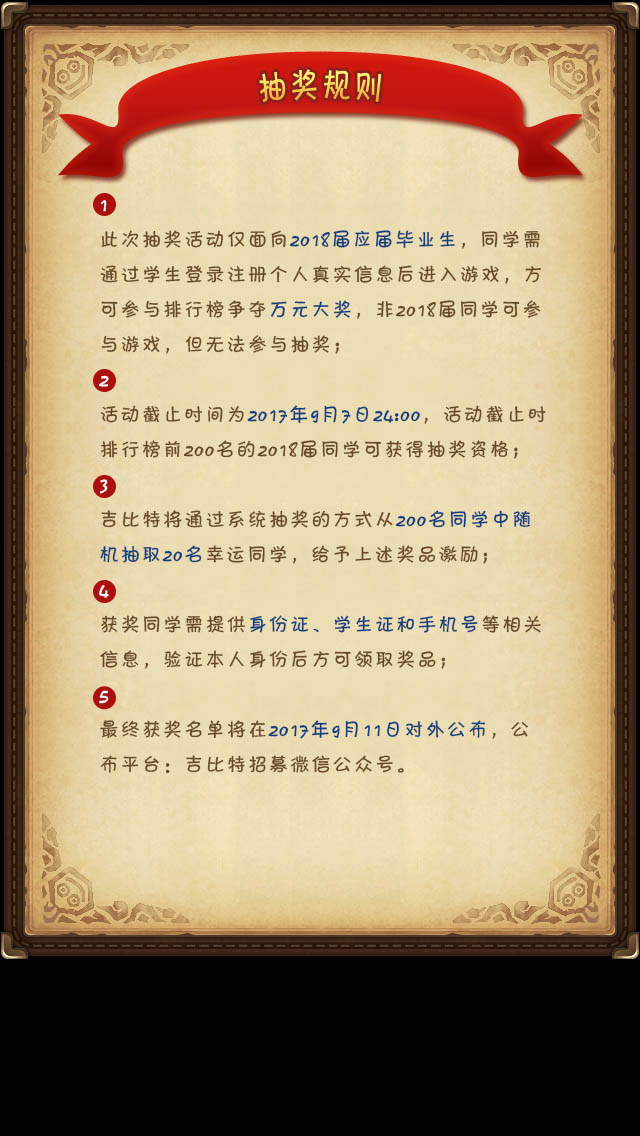 抽奖规则
1
此次抽奖活动仅面向2018届应届毕业生，同学需
通过学生登录注册个人真实信息后进入游戏，方
可参与排行榜争夺万元大奖，非2018届同学可参
与游戏，但无法参与抽奖；
2
活动截止时间为2017年9月7日24:00，活动截止时
排行榜前200名的2018届同学可获得抽奖资格；
3
吉比特将通过系统抽奖的方式从200名同学中随
机抽取20名幸运同学，给予上述奖品激励；
4
获奖同学需提供身份证、学生证和手机号等相关
信息，验证本人身份后方可领取奖品；
5
最终获奖名单将在2017年9月11日对外公布，公
布平台：吉比特招募微信公众号。